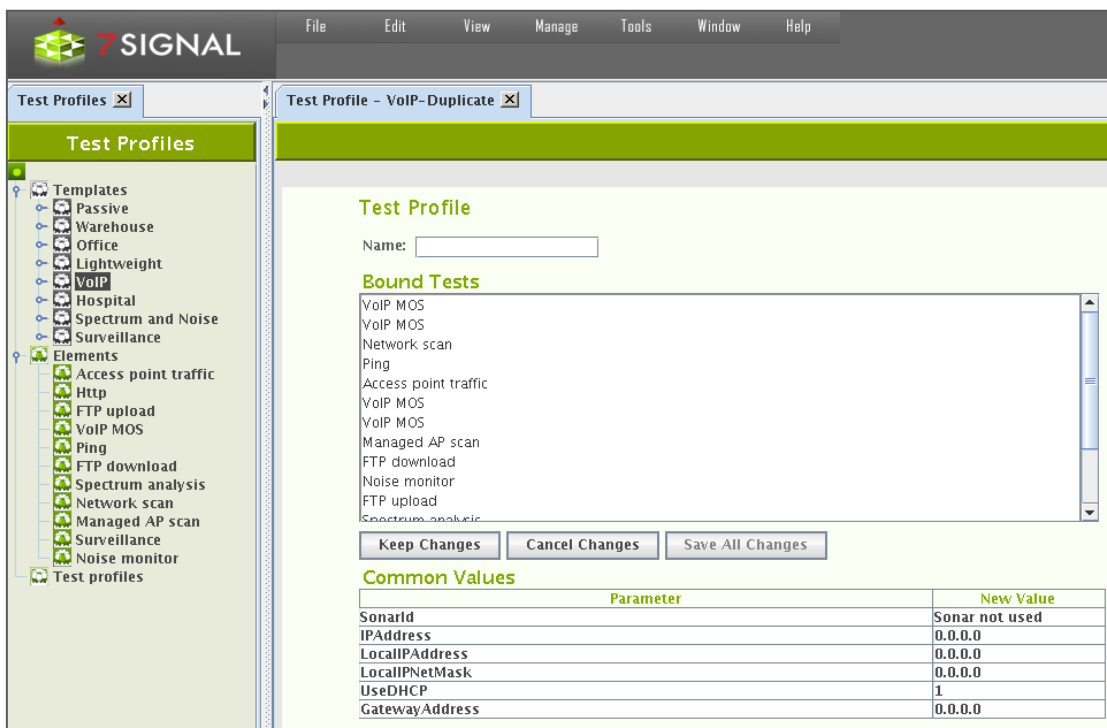 7SIGNAL
File Edit View Manage Tools Window Help
Test Profiles
Test Profile - VoIP-Duplicate
Test Profiles
Templates
Passive
Warehouse
Office
Lightweight
VoIP
Hospital
Spectrum and Noise
Surveillance
Elements
Access point traffic
Http
FTP upload
VoIP MOS
Ping
FTP download
Spectrum analysis
Network scan
Managed AP scan
Surveillance
Noise monitor
Test profiles
Test Profile
Name:
Bound Tests
VoIP MOS
VoIP MOS
Network scan
Ping
Access point traffic
VoIP MOS
VoIP MOS
Managed AP scan
FTP download
Noise monitor
FTP upload
Spectrum analysis
Keep Changes Cancel Changes Save All Changes
Common Values
Parameter New Value
SonarId Sonar not used
IPAddress 0.0.0.0
LocalIPAddress 0.0.0.0
LocalIPNetMask 0.0.0.0
UseDHCP 1
GatewayAddress 0.0.0.0